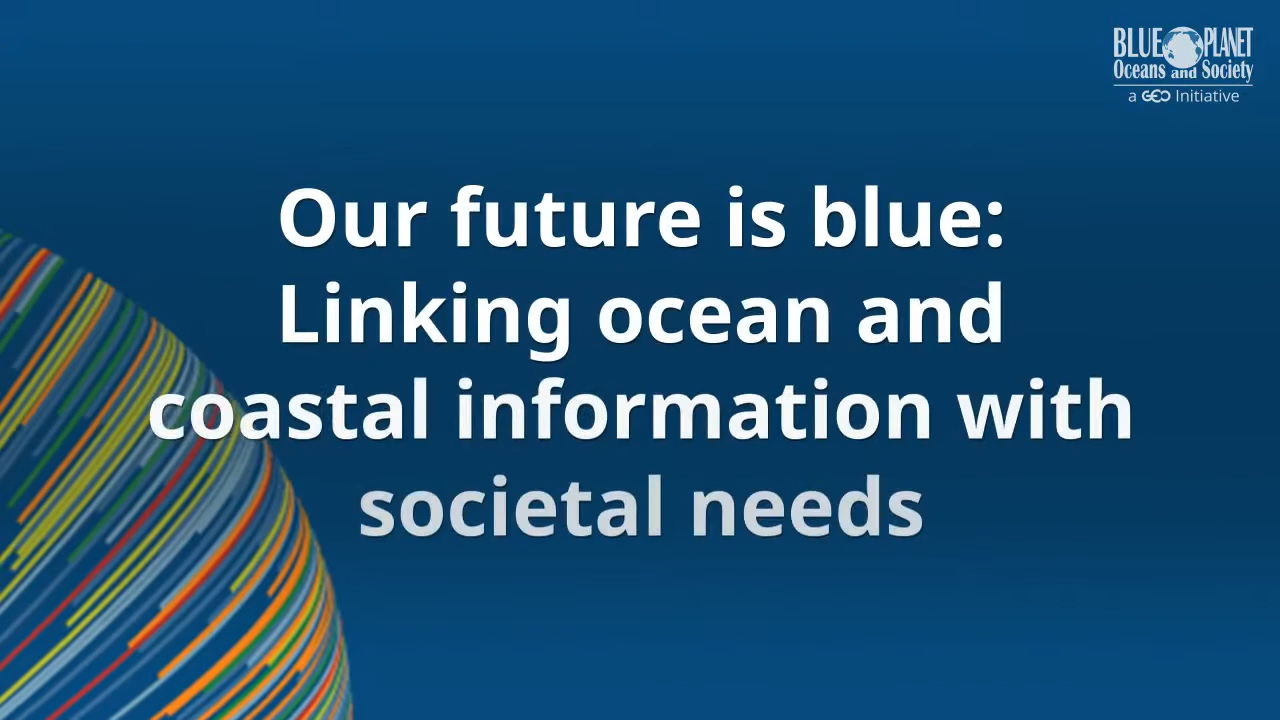 BLUE PLANET
Oceans and Society
a GEO Initiative
Our future is blue:
Linking ocean and
coastal information with
societal needs